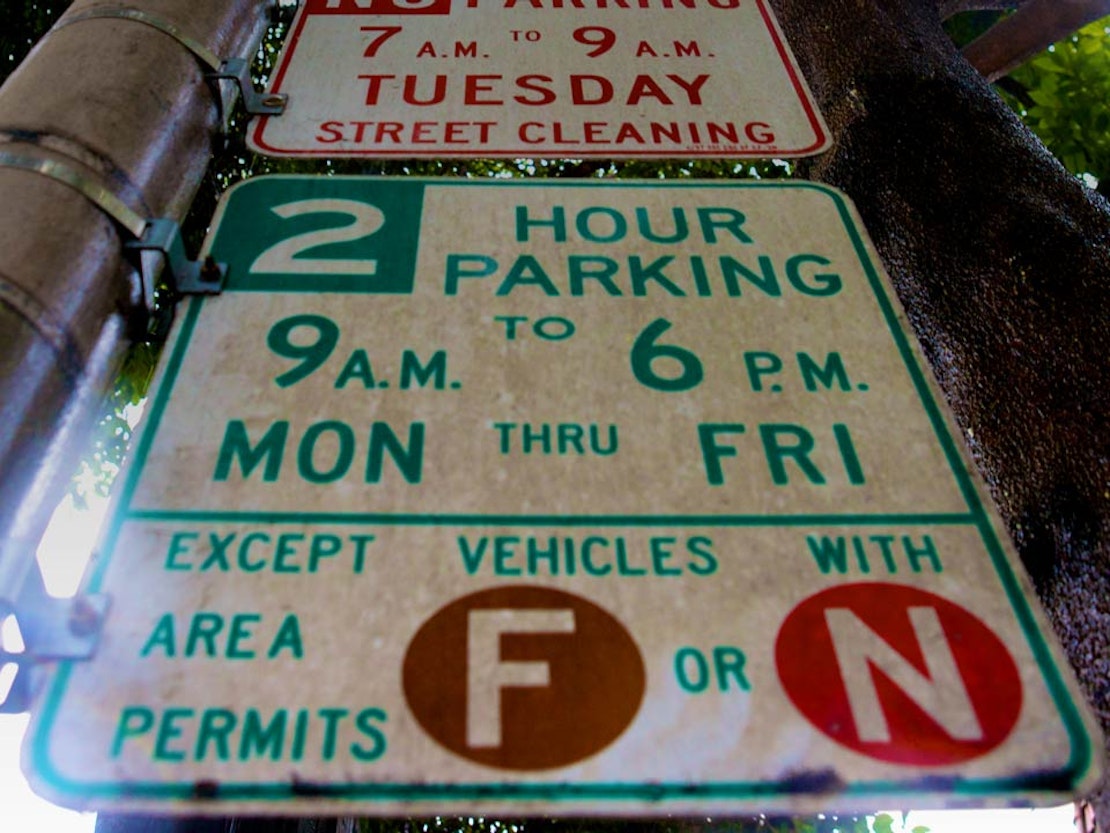 NO PARKING
7 A.M. TO 9 A.M.
TUESDAY
STREET CLEANING
2 HOUR
PARKING
9 A.M. TO 6 P.M.
MON THRU FRI
EXCEPT VEHICLES WITH
AREA
PERMITS F OR N